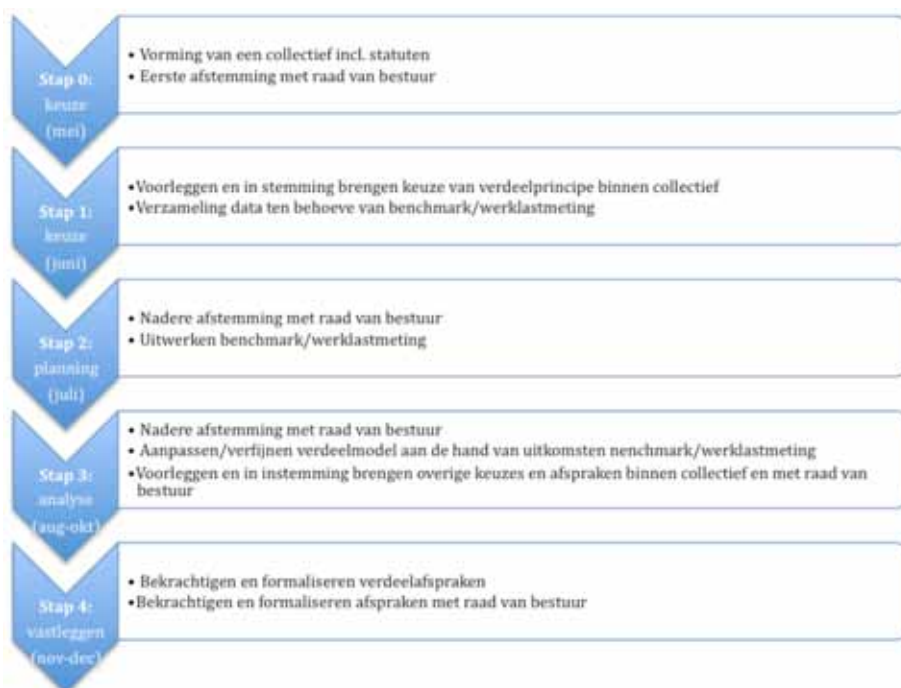 Stap 0:
keuze
(mei)
• Vorming van een collectief incl. statuten
• Eerste afstemming met raad van bestuur
Stap 1:
keuze
(juni)
•Voorleggen en in stemming brengen keuze van verdeelprincipe binnen collectief
•Verzameling data ten behoeve van benchmark/werklastmeting
Stap 2:
planning
(juli)
• Nadere afstemming met raad van bestuur
• Uitwerken benchmark/werklastmeting
Stap 3:
analyse
(aug-okt)
• Nadere afstemming met raad van bestuur
• Aanpassen/verfijnen verdeelmodel aan de hand van uitkomsten nenchmark/werklastmeting
•Voorleggen en in instemming brengen overige keuzes en afspraken binnen collectief en met raad van
bestuur
Stap 4:
vastleggen
(nov-dec)
• Bekrachtigen en formaliseren verdeelafspraken
•Bekrachtigen en formaliseren afspraken met raad van bestuur